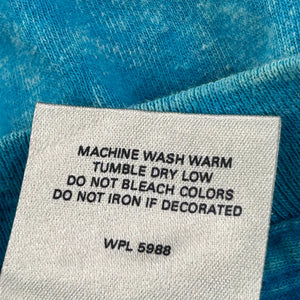 MACHINE WASH WARM
TUMBLE DRY LOW
DO NOT BLEACH COLORS
DO NOT IRON IF DECORATED
WPL 5988